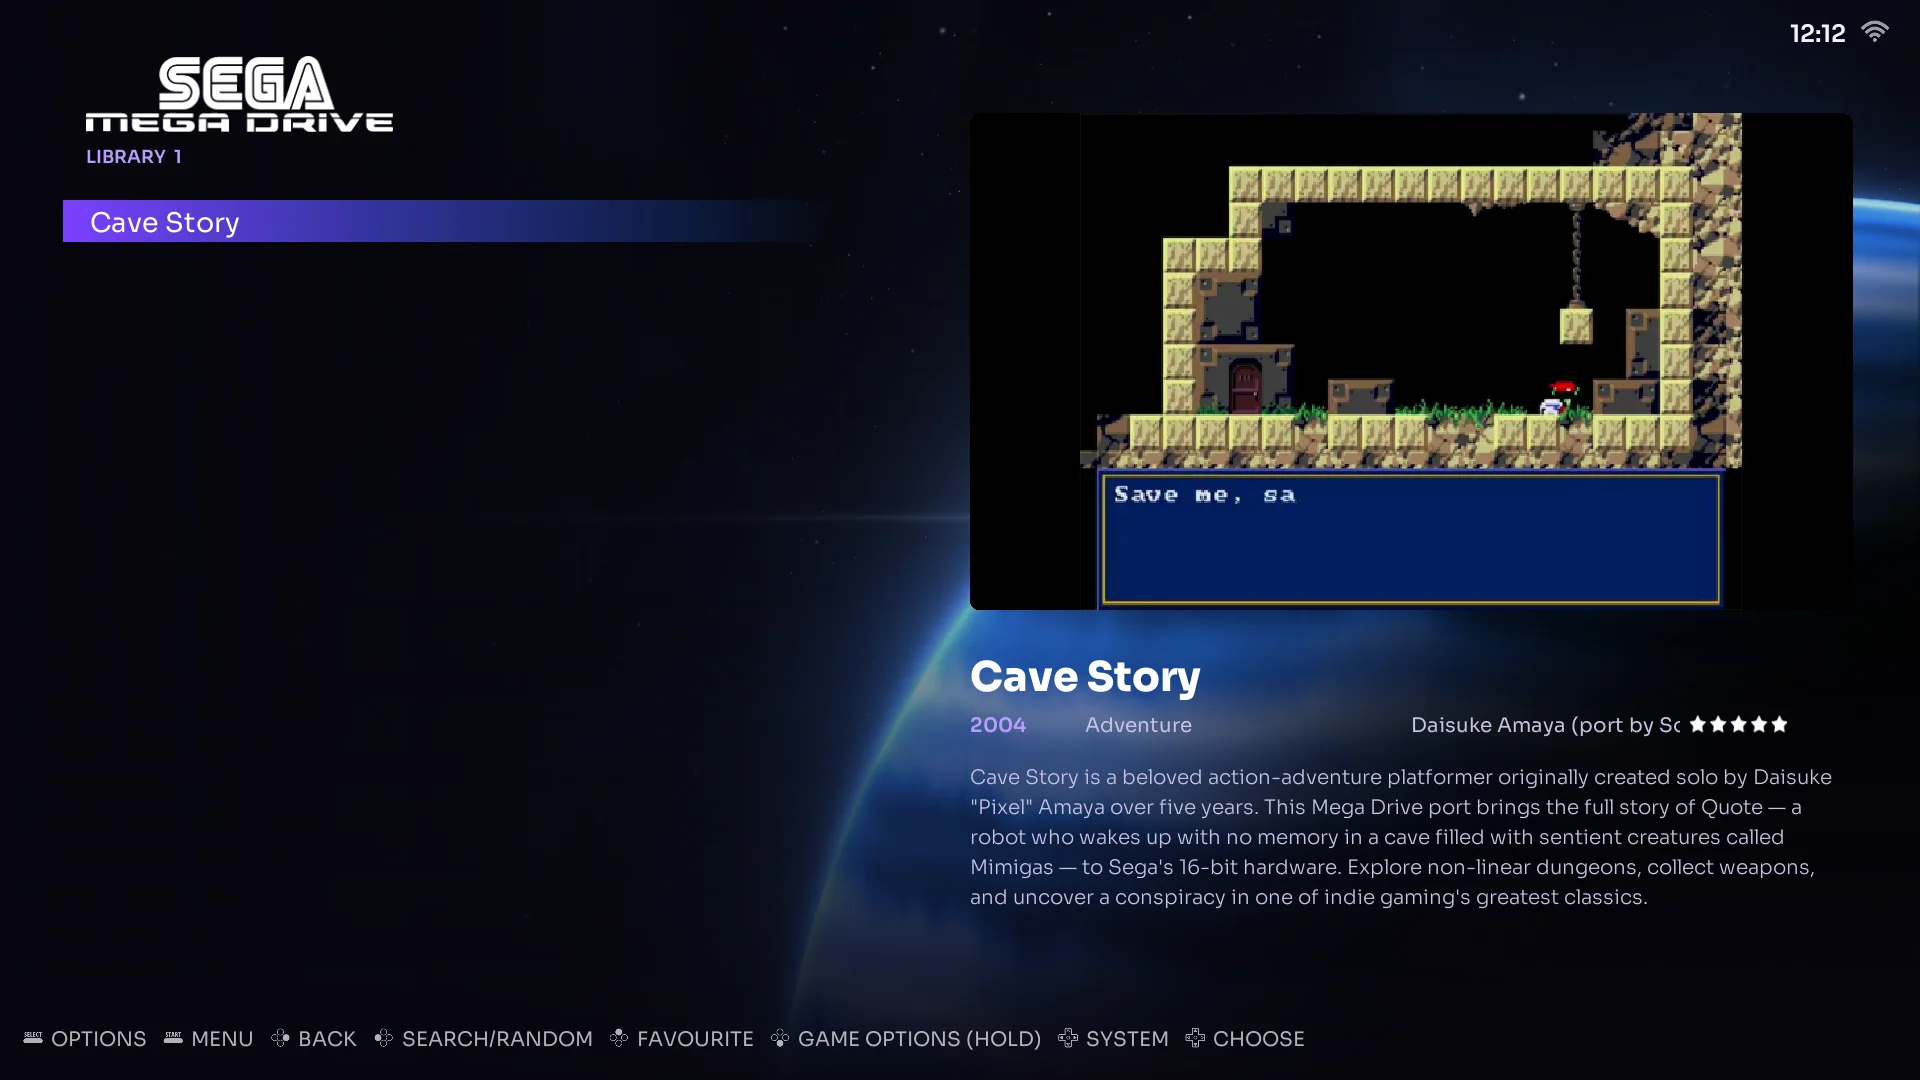 12:12
SEGA
MEGA DRIVE
LIBRARY 1
Cave Story
Save me, sa
Cave Story
2004 Adventure Daisuke Amaya (port by Sc
Cave Story is a beloved action-adventure platformer originally created solo by Daisuke
"Pixel" Amaya over five years. This Mega Drive port brings the full story of Quote — a
robot who wakes up with no memory in a cave filled with sentient creatures called
Mimigas — to Sega's 16-bit hardware. Explore non-linear dungeons, collect weapons,
and uncover a conspiracy in one of indie gaming's greatest classics.
SELECT OPTIONS START MENU BACK SEARCH/RANDOM FAVOURITE GAME OPTIONS (HOLD) SYSTEM CHOOSE